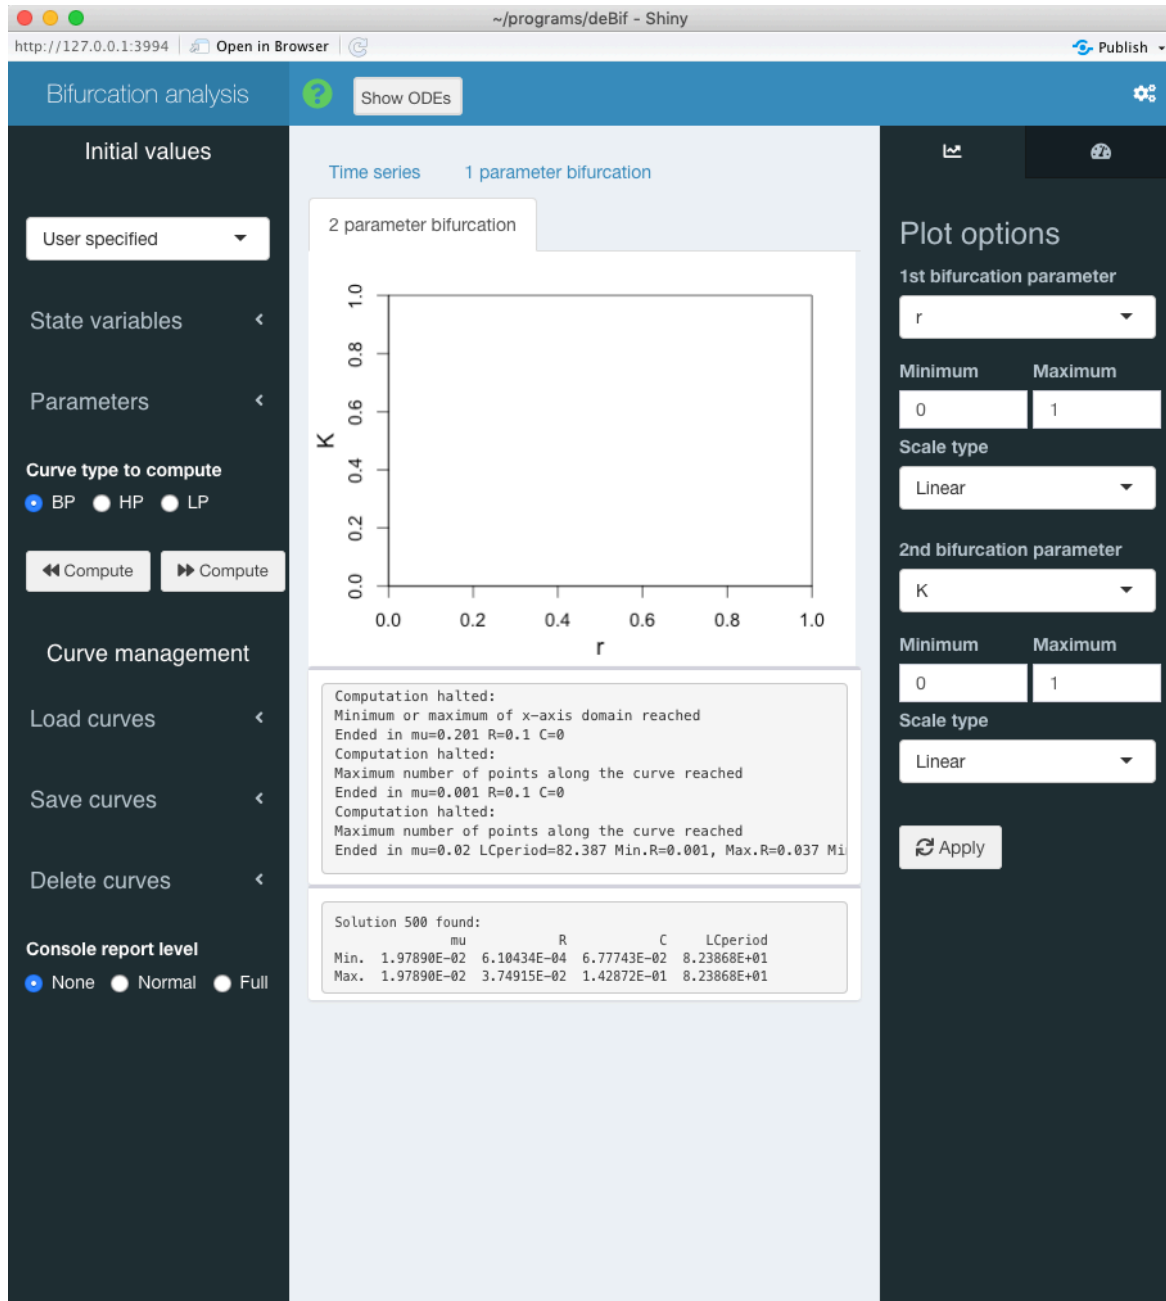 ~/programs/deBif - Shiny
http://127.0.0.1:3994 Open in Browser Publish
Bifurcation analysis
? Show ODEs
Initial values
User specified
State variables
Parameters
Curve type to compute
BP HP LP
Compute Compute
Curve management
Load curves
Save curves
Delete curves
Console report level
None Normal Full
Time series 1 parameter bifurcation
2 parameter bifurcation
1.0
0.8
0.6
0.4
0.2
0.0
K
0.0 0.2 0.4 0.6 0.8 1.0
r
Computation halted:
Minimum or maximum of x-axis domain reached
Ended in mu=0.201 R=0.1 C=0
Computation halted:
Maximum number of points along the curve reached
Ended in mu=0.001 R=0.1 C=0
Computation halted:
Maximum number of points along the curve reached
Ended in mu=0.02 LCperiod=82.387 Min.R=0.001, Max.R=0.037 Mi
Solution 500 found:
mu R C LCperiod
Min. 1.97890E-02 6.10434E-04 6.77743E-02 8.23868E+01
Max. 1.97890E-02 3.74915E-02 1.42872E-01 8.23868E+01
Plot options
1st bifurcation parameter
r
Minimum Maximum
0 1
Scale type
Linear
2nd bifurcation parameter
K
Minimum Maximum
0 1
Scale type
Linear
Apply